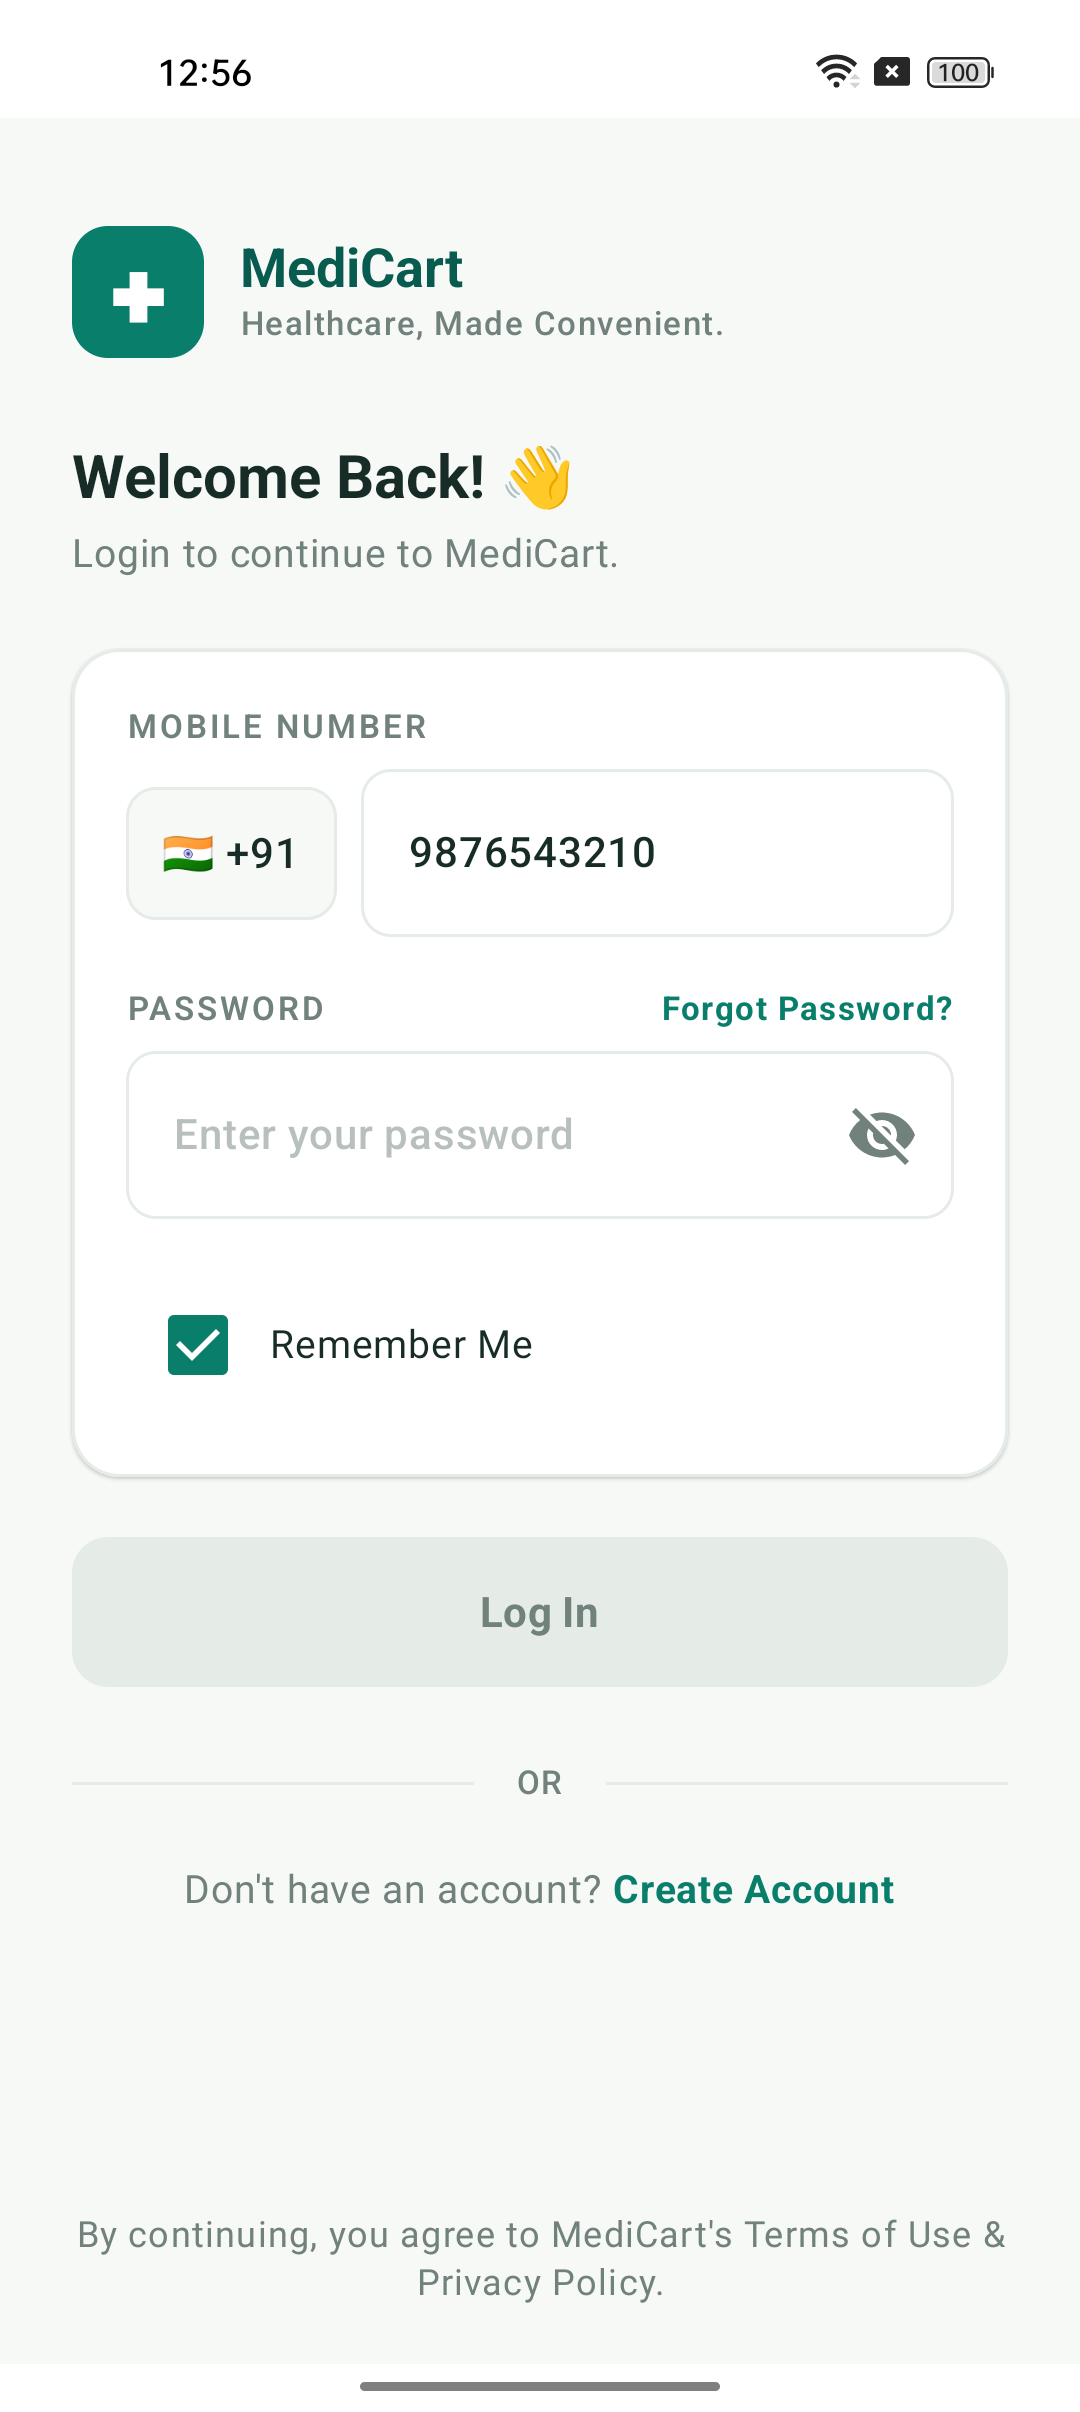 12:56
100
MediCart
Healthcare, Made Convenient.
Welcome Back! 👋
Login to continue to MediCart.
MOBILE NUMBER
🇮🇳 +91
9876543210
PASSWORD
Forgot Password?
Enter your password
Remember Me
Log In
OR
Don't have an account? Create Account
By continuing, you agree to MediCart's Terms of Use &
Privacy Policy.